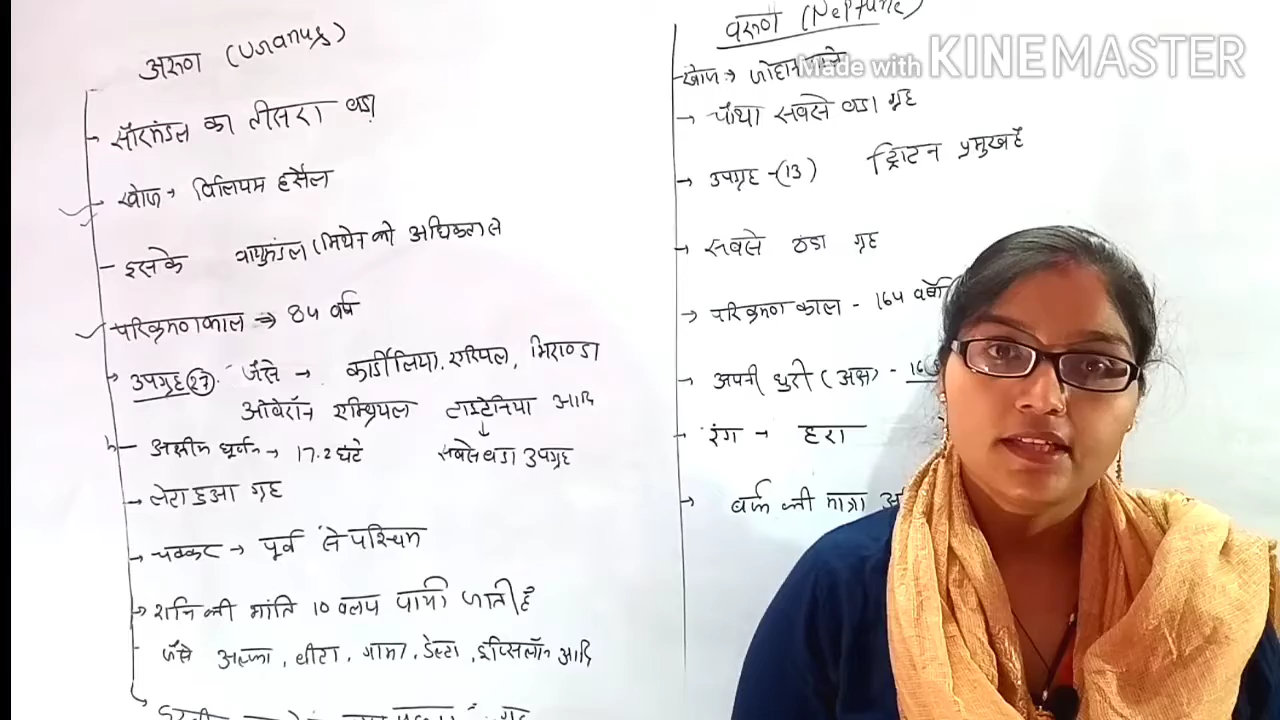 अरुण (Uranus)
सौरमंडल का तीसरा बड़ा
खोज → विलियम हर्सेल
इसके वायुमंडल (मिथेन की अधिकता से
परिक्रमण काल → 84 वर्ष
उपग्रह (27) जैसे → कार्डीलिया, एरियल, मिराण्डा
ओबेरॉन एम्ब्रियल टाइटेनिया आदि
↓
सबसे बडा उपग्रह
अक्षीय घूर्णन → 17.2 घंटे
लेटा हुआ ग्रह
चक्कर → पूर्व से पश्चिम
शनि की भांति 10 वलय पायी जाती है
जैसे अल्फा, बीटा, गामा, डेल्टा, इप्सिलॉन आदि
वरुण (Neptune)
खोज → जोहान
चौथा सबसे बडा ग्रह
उपग्रह - (13) ट्रिटिन प्रमुख है
सबसे ठंडा ग्रह
परिक्रमण काल - 164 वर्षों
अपनी धुरी (अक्ष) -
रंग → हरा
बर्फ की मात्रा
Made with KINEMASTER